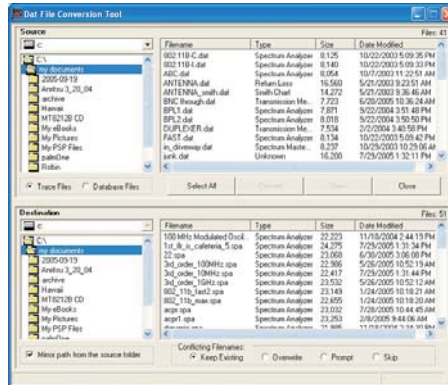 Dat File Conversion Tool
Source
Files: 41
c:
C:\
my documents
2005-09-19
Anritsu 3_20_04
archive
Hawaii
MT8212B CD
My eBooks
My Pictures
My PSP Files
palmOne
Robin
Filename Type Size Date Modified
802.11B-C.dat Spectrum Analyzer 8,125 10/22/2003 5:09:35 PM
802.11B-I.dat Spectrum Analyzer 8,140 10/22/2003 5:09:33 PM
ABC.dat Spectrum Analyzer 8,054 10/7/2003 11:22:51 AM
ANTENNA.dat Return Loss 16,560 5/21/2003 9:23:51 AM
ANTENNA_smith.dat Smith Chart 14,272 5/21/2003 9:36:46 AM
BNC through.dat Transmission Me... 7,723 6/20/2005 10:36:24 AM
BPL1.dat Spectrum Analyzer 7,871 9/22/2004 3:51:48 PM
BPL2.dat Spectrum Analyzer 8,018 9/22/2004 3:50:58 PM
DUPLEXER.dat Transmission Me... 7,534 2/2/2004 3:40:58 PM
FAST.dat Spectrum Analyzer 8,134 10/22/2003 5:09:42 PM
in_driveway.dat Spectrum Maste... 8,237 10/29/2003 10:29:06 AM
junk.dat Unknown 16,200 7/29/2005 1:32:11 PM
Trace Files Database Files
Select All
Close
Destination
Files: 51
c:
C:\
my documents
2005-09-19
Anritsu 3_20_04
archive
Hawaii
MT8212B CD
My eBooks
My Pictures
My PSP Files
palmOne
Filename Type Size Date Modified
100 MHz Modulated Oscil... Spectrum Analyzer 22,223 11/18/2004 2:44:19 PM
1st_flr_ic_cafeteria_5.spa Spectrum Analyzer 24,275 7/29/2005 1:31:34 PM
22.spa Spectrum Analyzer 23,068 6/30/2005 3:06:08 PM
3rd_order_100MHz.spa Spectrum Analyzer 22,906 5/26/2005 10:52:19 AM
3rd_order_10MHz.spa Spectrum Analyzer 22,417 7/29/2005 1:31:44 PM
3rd_order_1GHz.spa Spectrum Analyzer 23,532 5/26/2005 10:52:12 AM
802_11b_fast2.spa Spectrum Analyzer 23,149 1/24/2005 10:18:21 AM
802_11b_max.spa Spectrum Analyzer 22,655 1/24/2005 10:18:20 AM
acpr.spa Spectrum Analyzer 23,032 7/28/2005 10:44:45 AM
acpr1.spa Spectrum Analyzer 23,253 2/8/2005 9:44:06 AM
Mirror path from the source folder
Conflicting Filenames:
Keep Existing Overwrite Prompt Skip